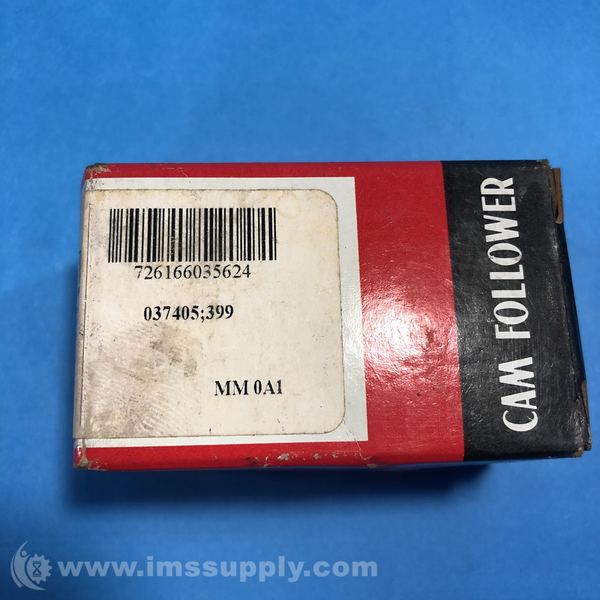 726166035624
037405;399
MM 0A1
CAM FOLLOWER
www.imssupply.com